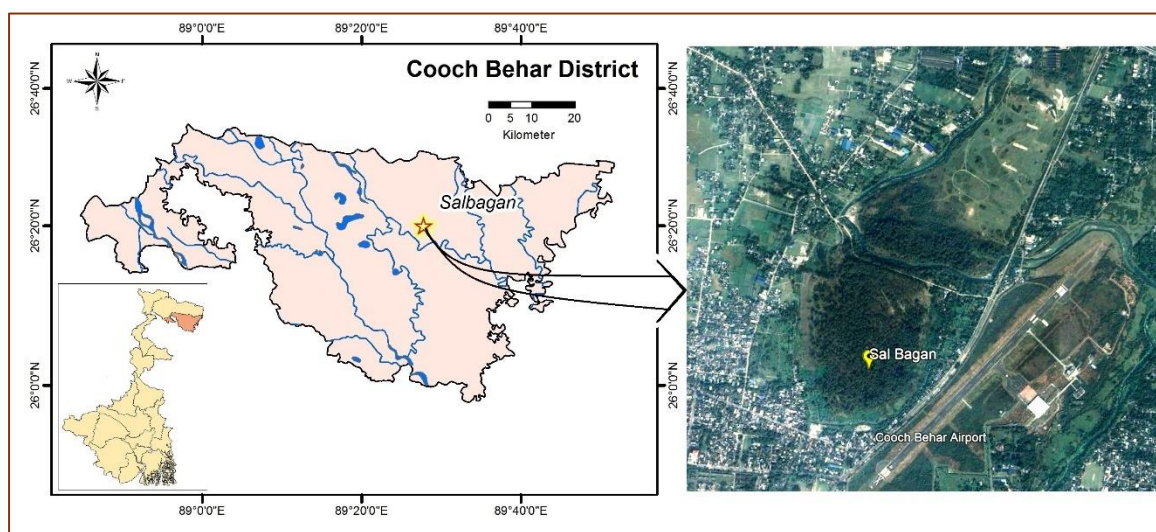 89°0'0"E 89°20'0"E 89°40'0"E
N
W E
S
Cooch Behar District
0 5 10 20
Kilometer
26°40'0"N
26°20'0"N
26°0'0"N
Salbagan
26°40'0"N
26°20'0"N
26°0'0"N
89°0'0"E 89°20'0"E 89°40'0"E
Sal Bagan
Cooch Behar Airport